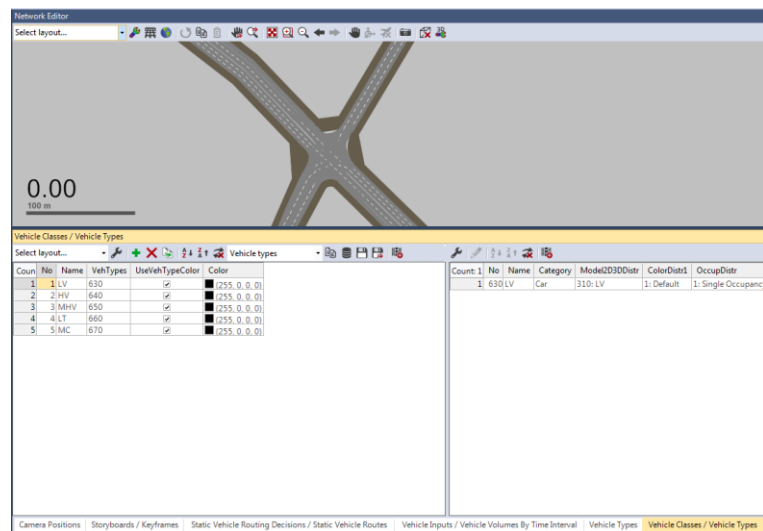 Network Editor
Select layout...
0.00
100 m
Vehicle Classes / Vehicle Types
Select layout... Vehicle types
Coun No Name VehTypes UseVehTypeColor Color
1 1 LV 630 (255, 0, 0, 0)
2 2 HV 640 (255, 0, 0, 0)
3 3 MHV 650 (255, 0, 0, 0)
4 4 LT 660 (255, 0, 0, 0)
5 5 MC 670 (255, 0, 0, 0)
Count: 1 No Name Category Model2D3DDistr ColorDistr1 OccupDistr
1 630 LV Car 310: LV 1: Default 1: Single Occupancy
Camera Positions Storyboards / Keyframes Static Vehicle Routing Decisions / Static Vehicle Routes Vehicle Inputs / Vehicle Volumes By Time Interval Vehicle Types Vehicle Classes / Vehicle Types